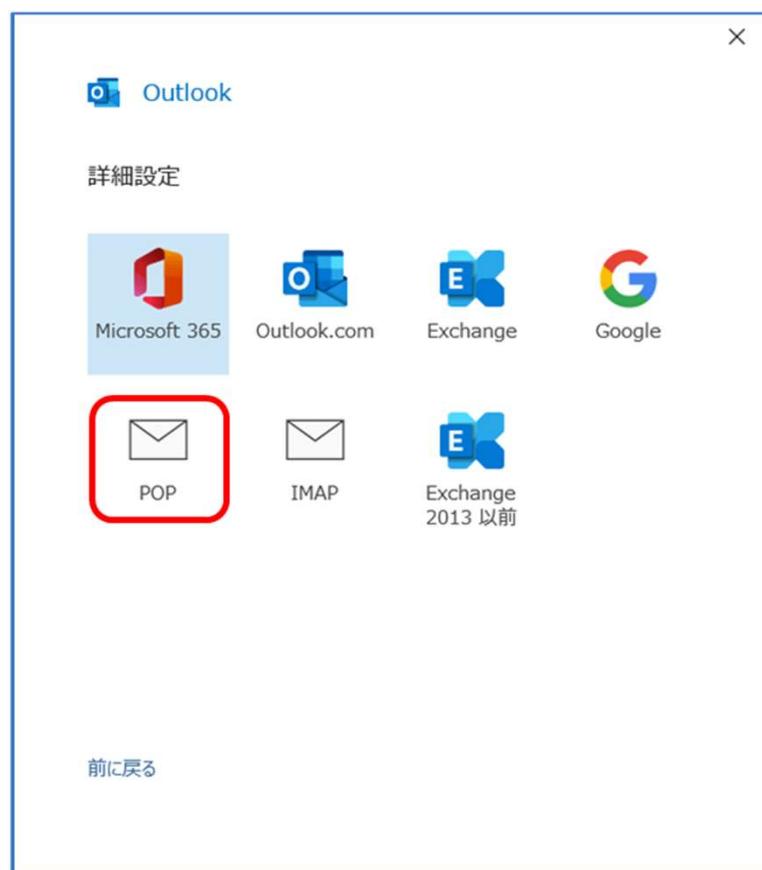 Outlook
詳細設定
Microsoft 365
Outlook.com
Exchange
Google
POP
IMAP
Exchange
2013 以前
前に戻る